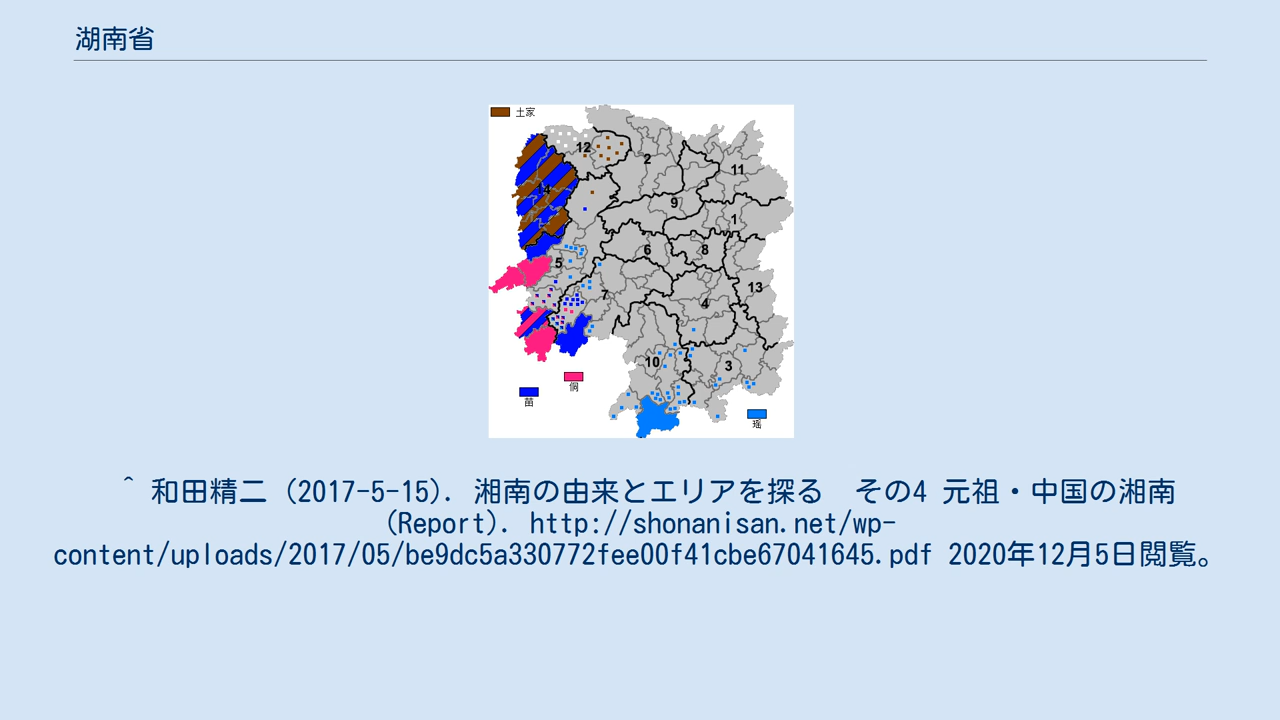 湖南省
土家
12
2
11
14
9
1
6
8
5
13
7
4
10
3
侗
苗
瑶
^ 和田精二 (2017-5-15). 湘南の由来とエリアを探る　その4 元祖・中国の湘南
(Report). http://shonanisan.net/wp-
content/uploads/2017/05/be9dc5a330772fee00f41cbe67041645.pdf 2020年12月5日閲覧。